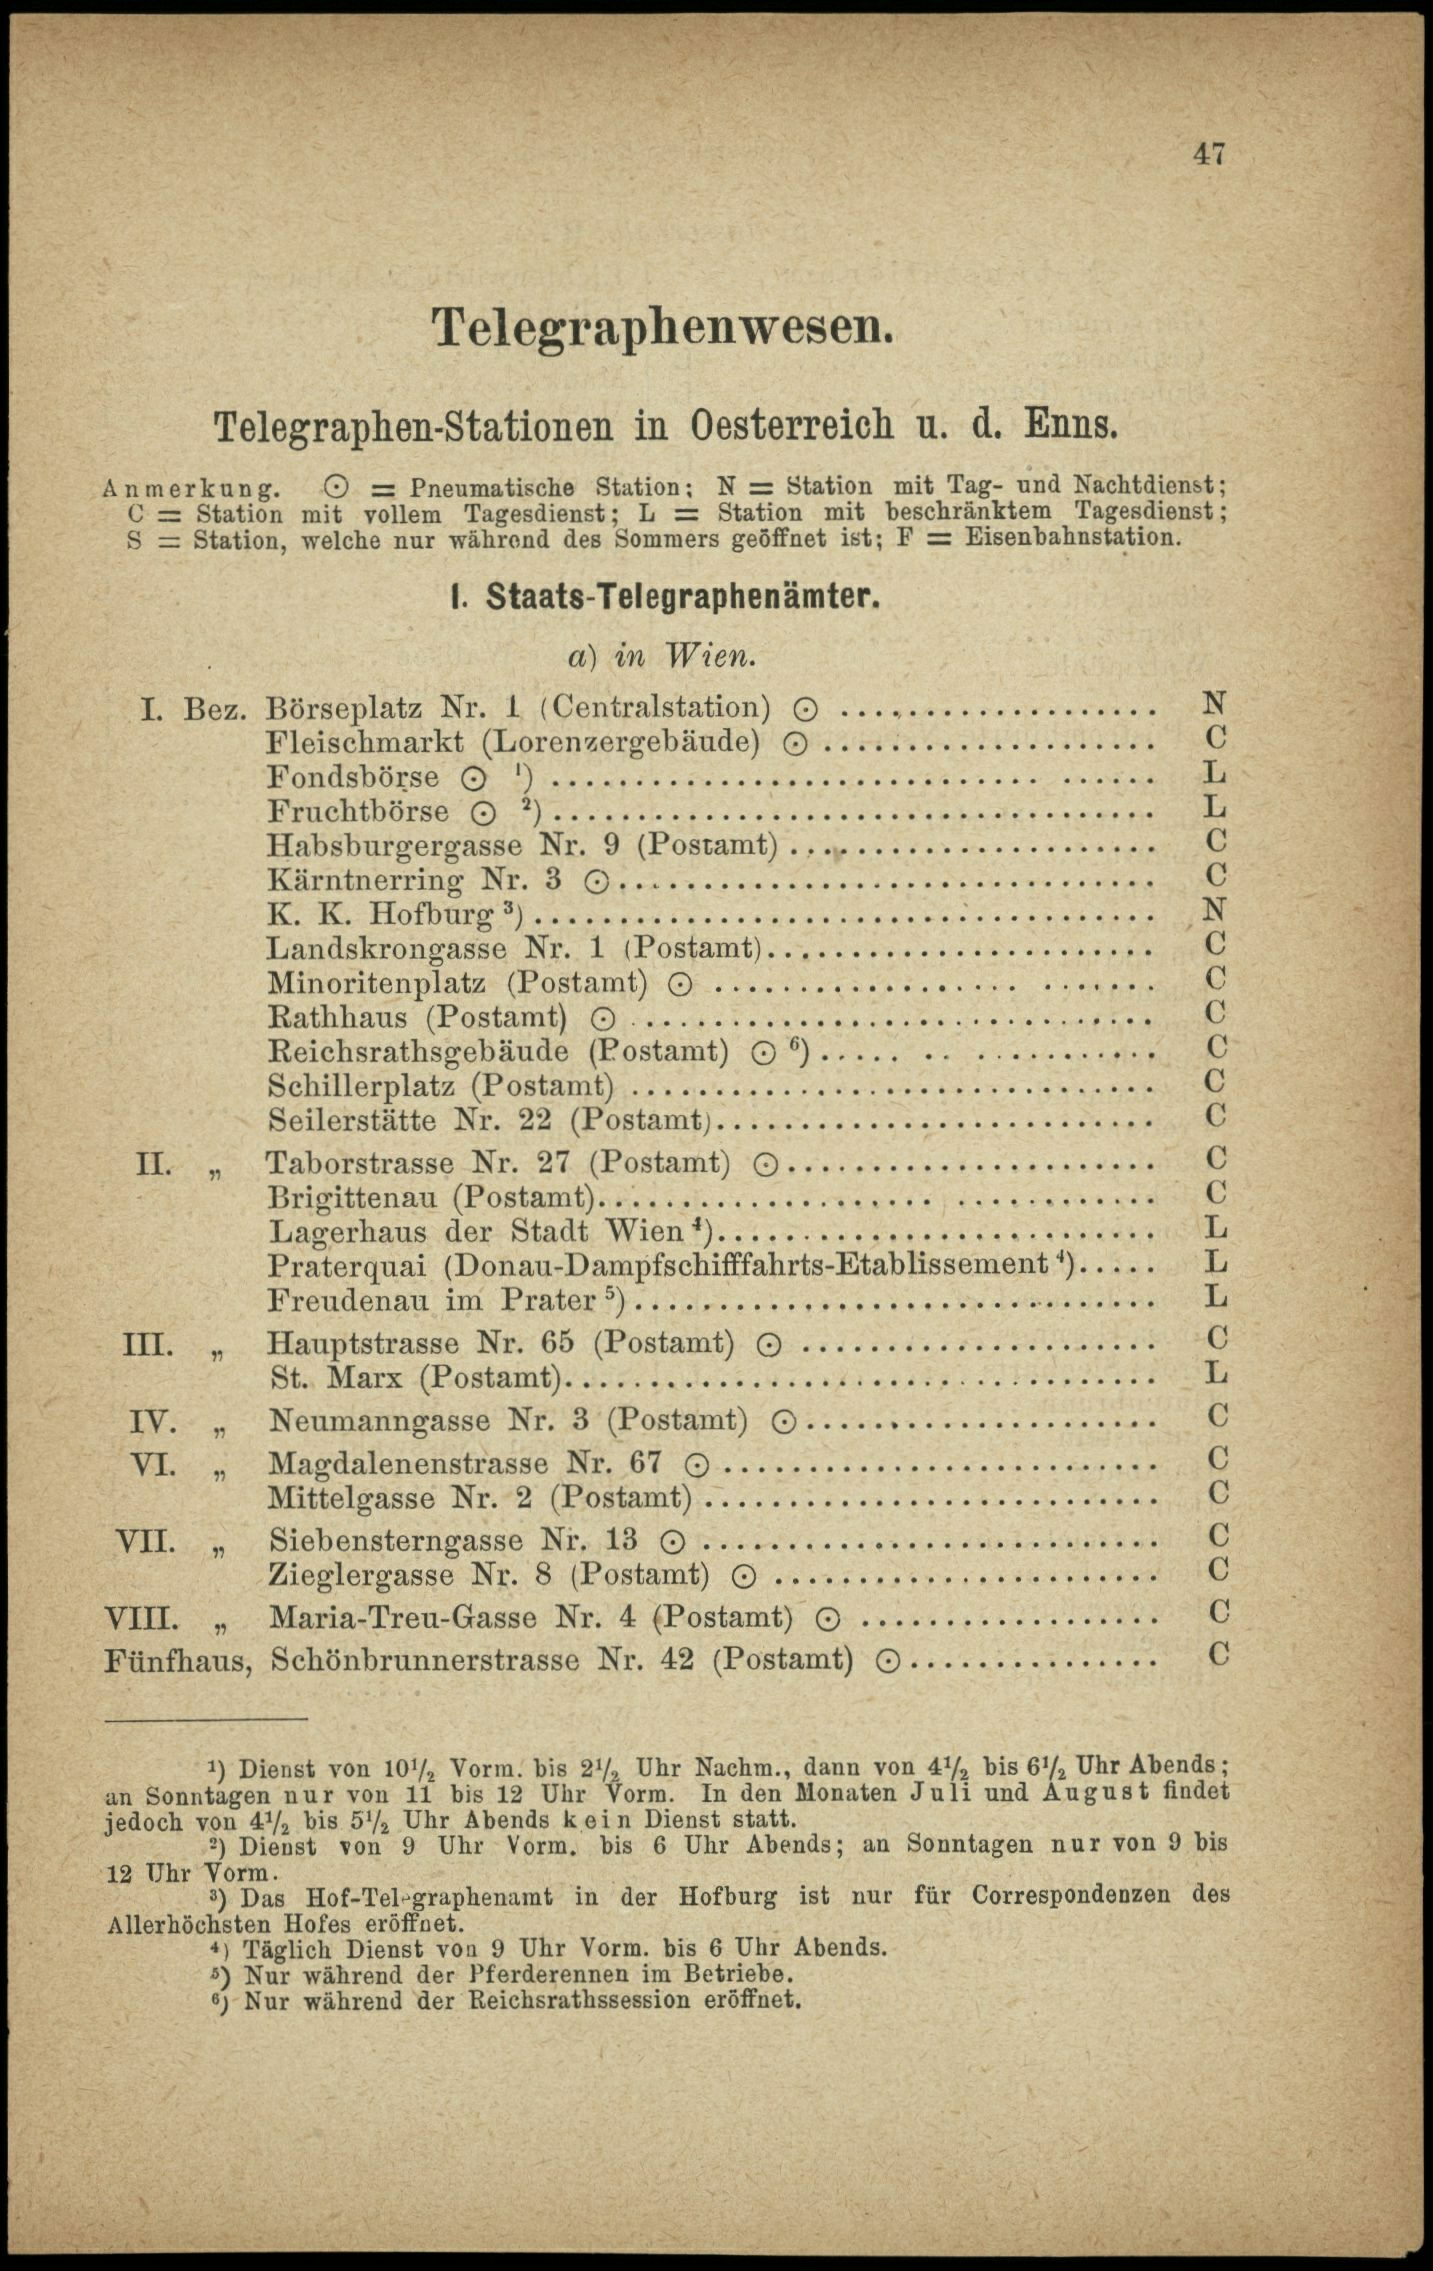 47
Telegraphenwesen.
Telegraphen-Stationen in Oesterreich u. d. Enns.
Anmerkung. ⊙ = Pneumatische Station; N = Station mit Tag- und Nachtdienst;
C = Station mit vollem Tagesdienst; L = Station mit beschränktem Tagesdienst;
S = Station, welche nur während des Sommers geöffnet ist; F = Eisenbahnstation.
I. Staats-Telegraphenämter.
a) in Wien.
I. Bez. Börseplatz Nr. 1 (Centralstation) ⊙ .................... N
Fleischmarkt (Lorenzergebäude) ⊙ .................... C
Fondsbörse ⊙ ¹) .................... L
Fruchtbörse ⊙ ²) .................... L
Habsburgergasse Nr. 9 (Postamt) .................... C
Kärntnerring Nr. 3 ⊙ .................... C
K. K. Hofburg ³) .................... N
Landskrongasse Nr. 1 (Postamt) .................... C
Minoritenplatz (Postamt) ⊙ .................... C
Rathhaus (Postamt) ⊙ .................... C
Reichsrathsgebäude (Postamt) ⊙ ⁶) .................... C
Schillerplatz (Postamt) .................... C
Seilerstätte Nr. 22 (Postamt) .................... C
II. „ Taborstrasse Nr. 27 (Postamt) ⊙ .................... C
Brigittenau (Postamt) .................... C
Lagerhaus der Stadt Wien ⁴) .................... L
Praterquai (Donau-Dampfschifffahrts-Etablissement ⁴) ..... L
Freudenau im Prater ⁵) .................... L
III. „ Hauptstrasse Nr. 65 (Postamt) ⊙ .................... C
St. Marx (Postamt) .................... L
IV. „ Neumanngasse Nr. 3 (Postamt) ⊙ .................... C
VI. „ Magdalenenstrasse Nr. 67 ⊙ .................... C
Mittelgasse Nr. 2 (Postamt) .................... C
VII. „ Siebensterngasse Nr. 13 ⊙ .................... C
Zieglergasse Nr. 8 (Postamt) ⊙ .................... C
VIII. „ Maria-Treu-Gasse Nr. 4 (Postamt) ⊙ .................... C
Fünfhaus, Schönbrunnerstrasse Nr. 42 (Postamt) ⊙ ............... C
¹) Dienst von 10½ Vorm. bis 2½ Uhr Nachm., dann von 4½ bis 6½ Uhr Abends;
an Sonntagen nur von 11 bis 12 Uhr Vorm. In den Monaten Juli und August findet
jedoch von 4½ bis 5½ Uhr Abends kein Dienst statt.
²) Dienst von 9 Uhr Vorm. bis 6 Uhr Abends; an Sonntagen nur von 9 bis
12 Uhr Vorm.
³) Das Hof-Telegraphenamt in der Hofburg ist nur für Correspondenzen des
Allerhöchsten Hofes eröffnet.
⁴) Täglich Dienst von 9 Uhr Vorm. bis 6 Uhr Abends.
⁵) Nur während der Pferderennen im Betriebe.
⁶) Nur während der Reichsrathssession eröffnet.